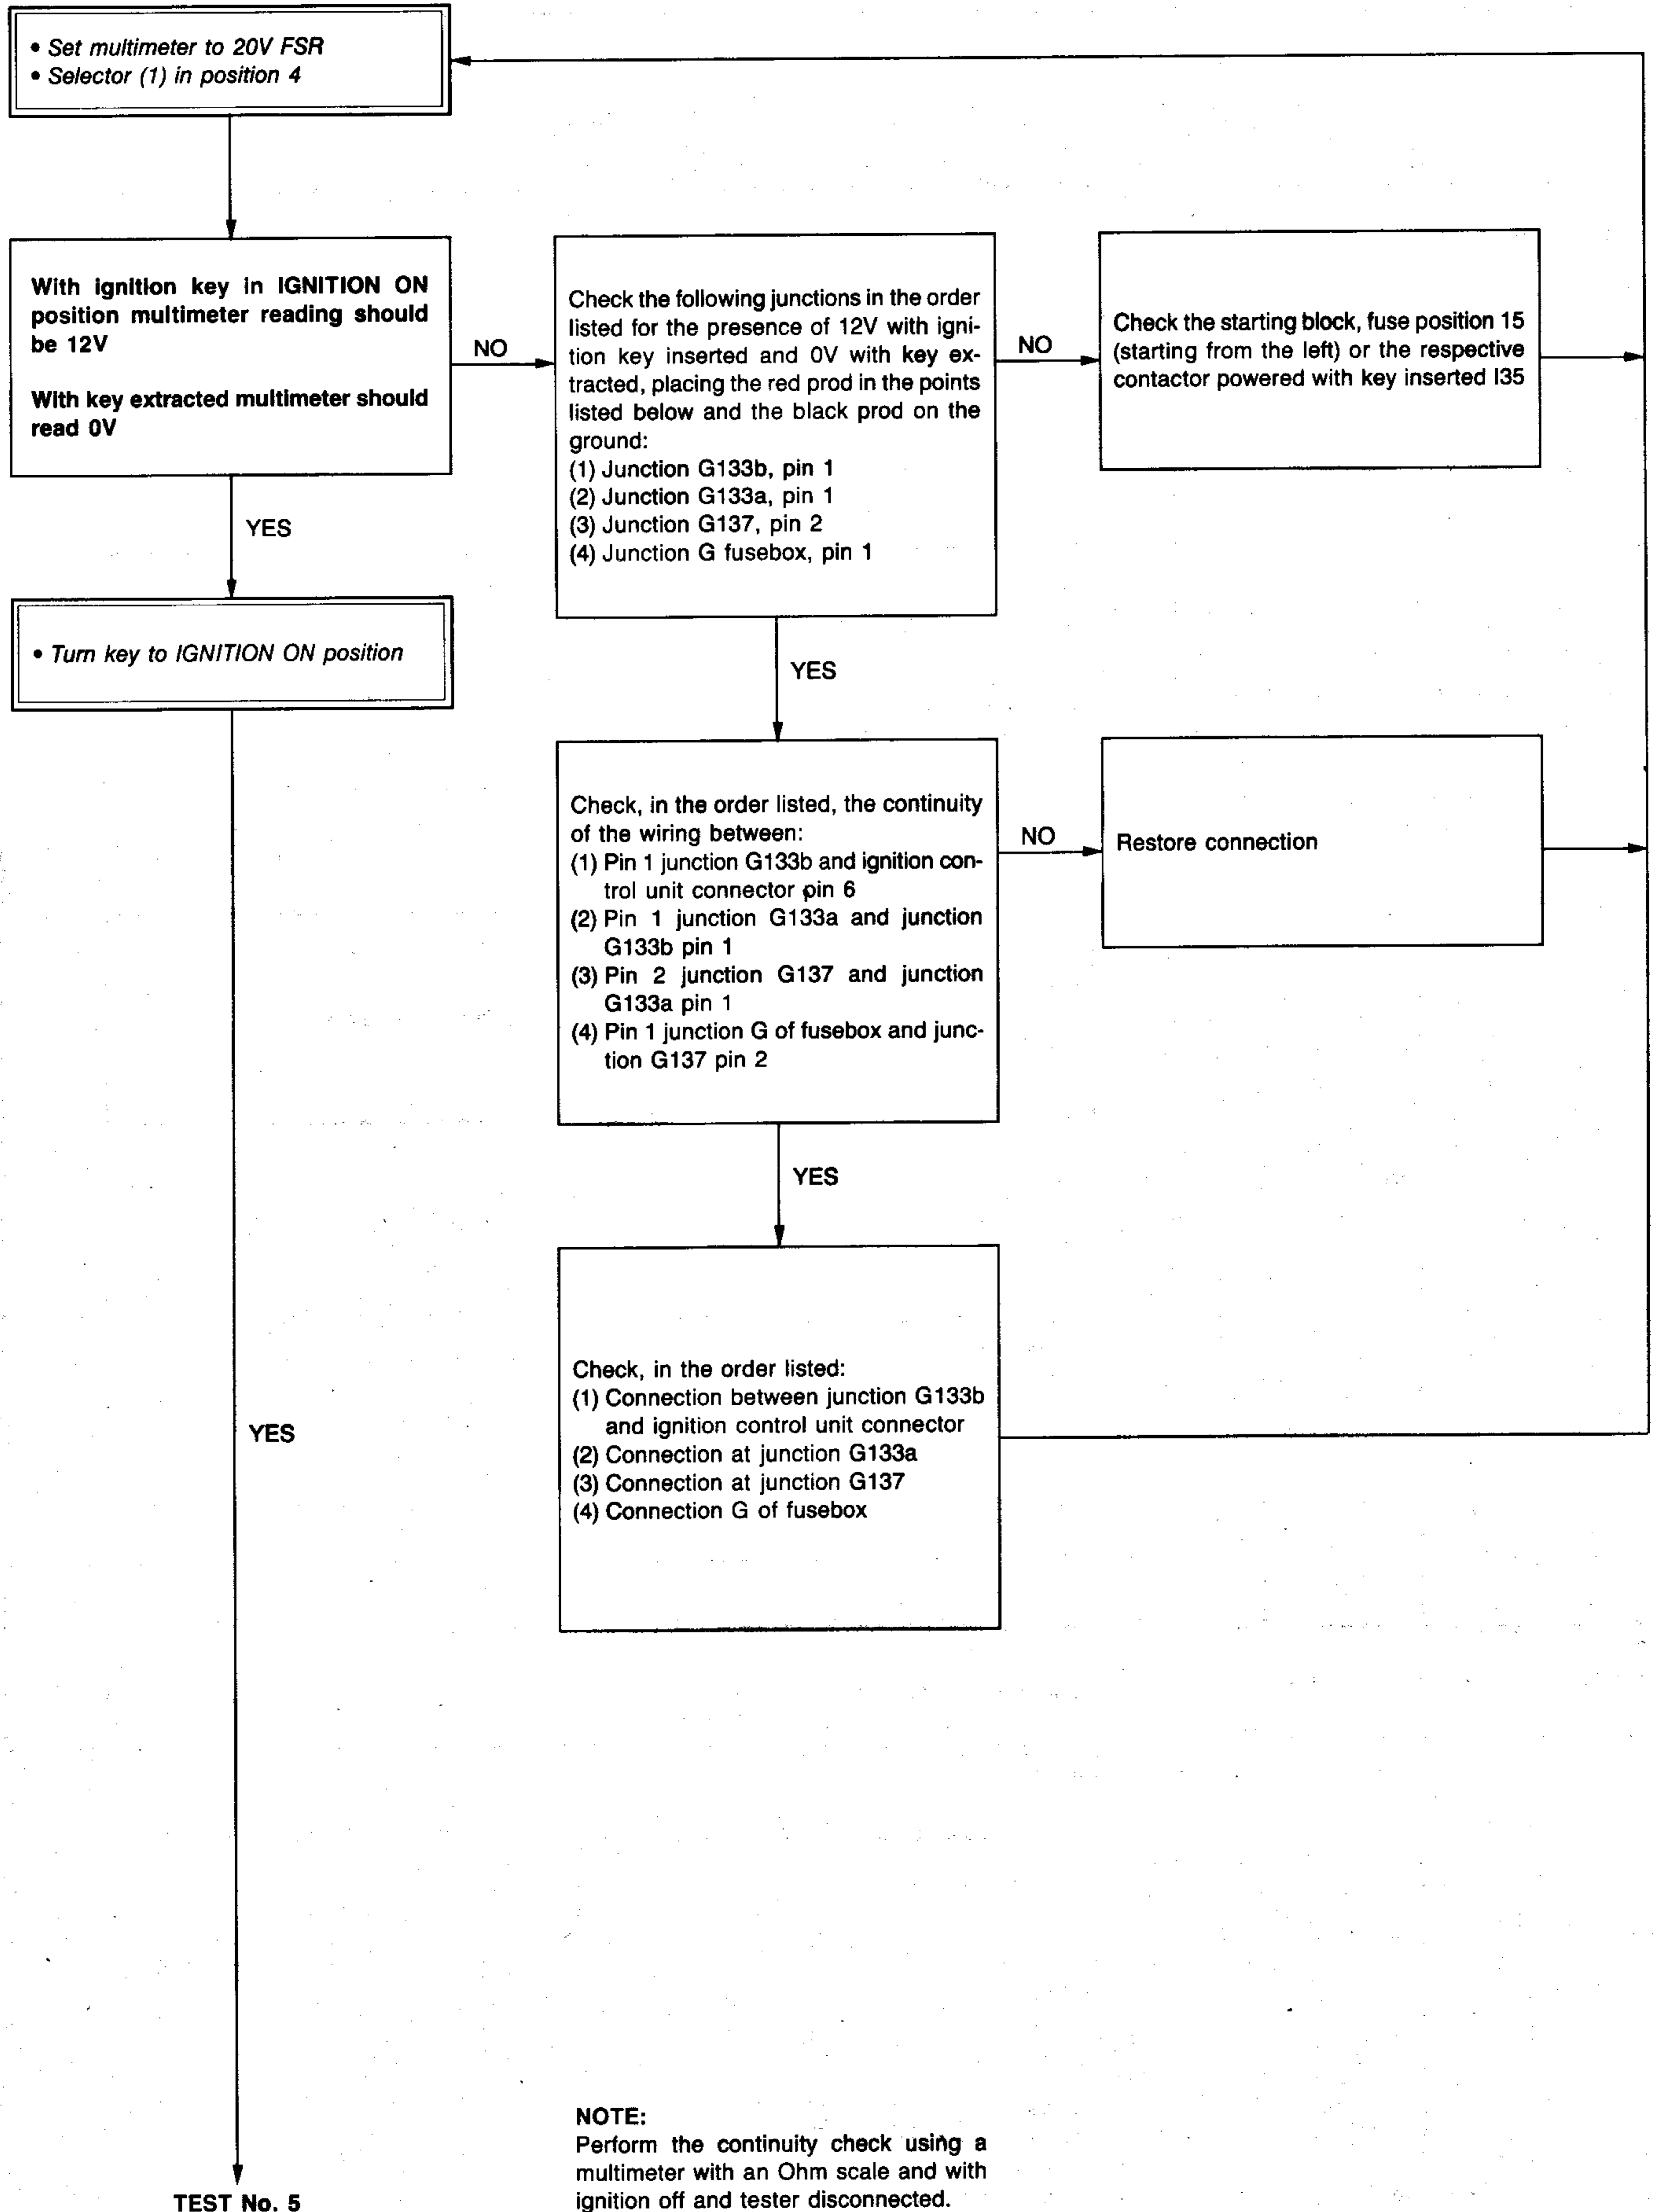 • Set multimeter to 20V FSR
• Selector (1) in position 4
With ignition key in IGNITION ON
position multimeter reading should
be 12V
With key extracted multimeter should
read 0V
NO
Check the following junctions in the order
listed for the presence of 12V with igni-
tion key inserted and 0V with key ex-
tracted, placing the red prod in the points
listed below and the black prod on the
ground:
(1) Junction G133b, pin 1
(2) Junction G133a, pin 1
(3) Junction G137, pin 2
(4) Junction G fusebox, pin 1
NO
Check the starting block, fuse position 15
(starting from the left) or the respective
contactor powered with key inserted I35
YES
• Turn key to IGNITION ON position
YES
Check, in the order listed, the continuity
of the wiring between:
(1) Pin 1 junction G133b and ignition con-
trol unit connector pin 6
(2) Pin 1 junction G133a and junction
G133b pin 1
(3) Pin 2 junction G137 and junction
G133a pin 1
(4) Pin 1 junction G of fusebox and junc-
tion G137 pin 2
NO
Restore connection
YES
Check, in the order listed:
(1) Connection between junction G133b
and ignition control unit connector
(2) Connection at junction G133a
(3) Connection at junction G137
(4) Connection G of fusebox
YES
NOTE:
Perform the continuity check using a
multimeter with an Ohm scale and with
ignition off and tester disconnected.
TEST No. 5